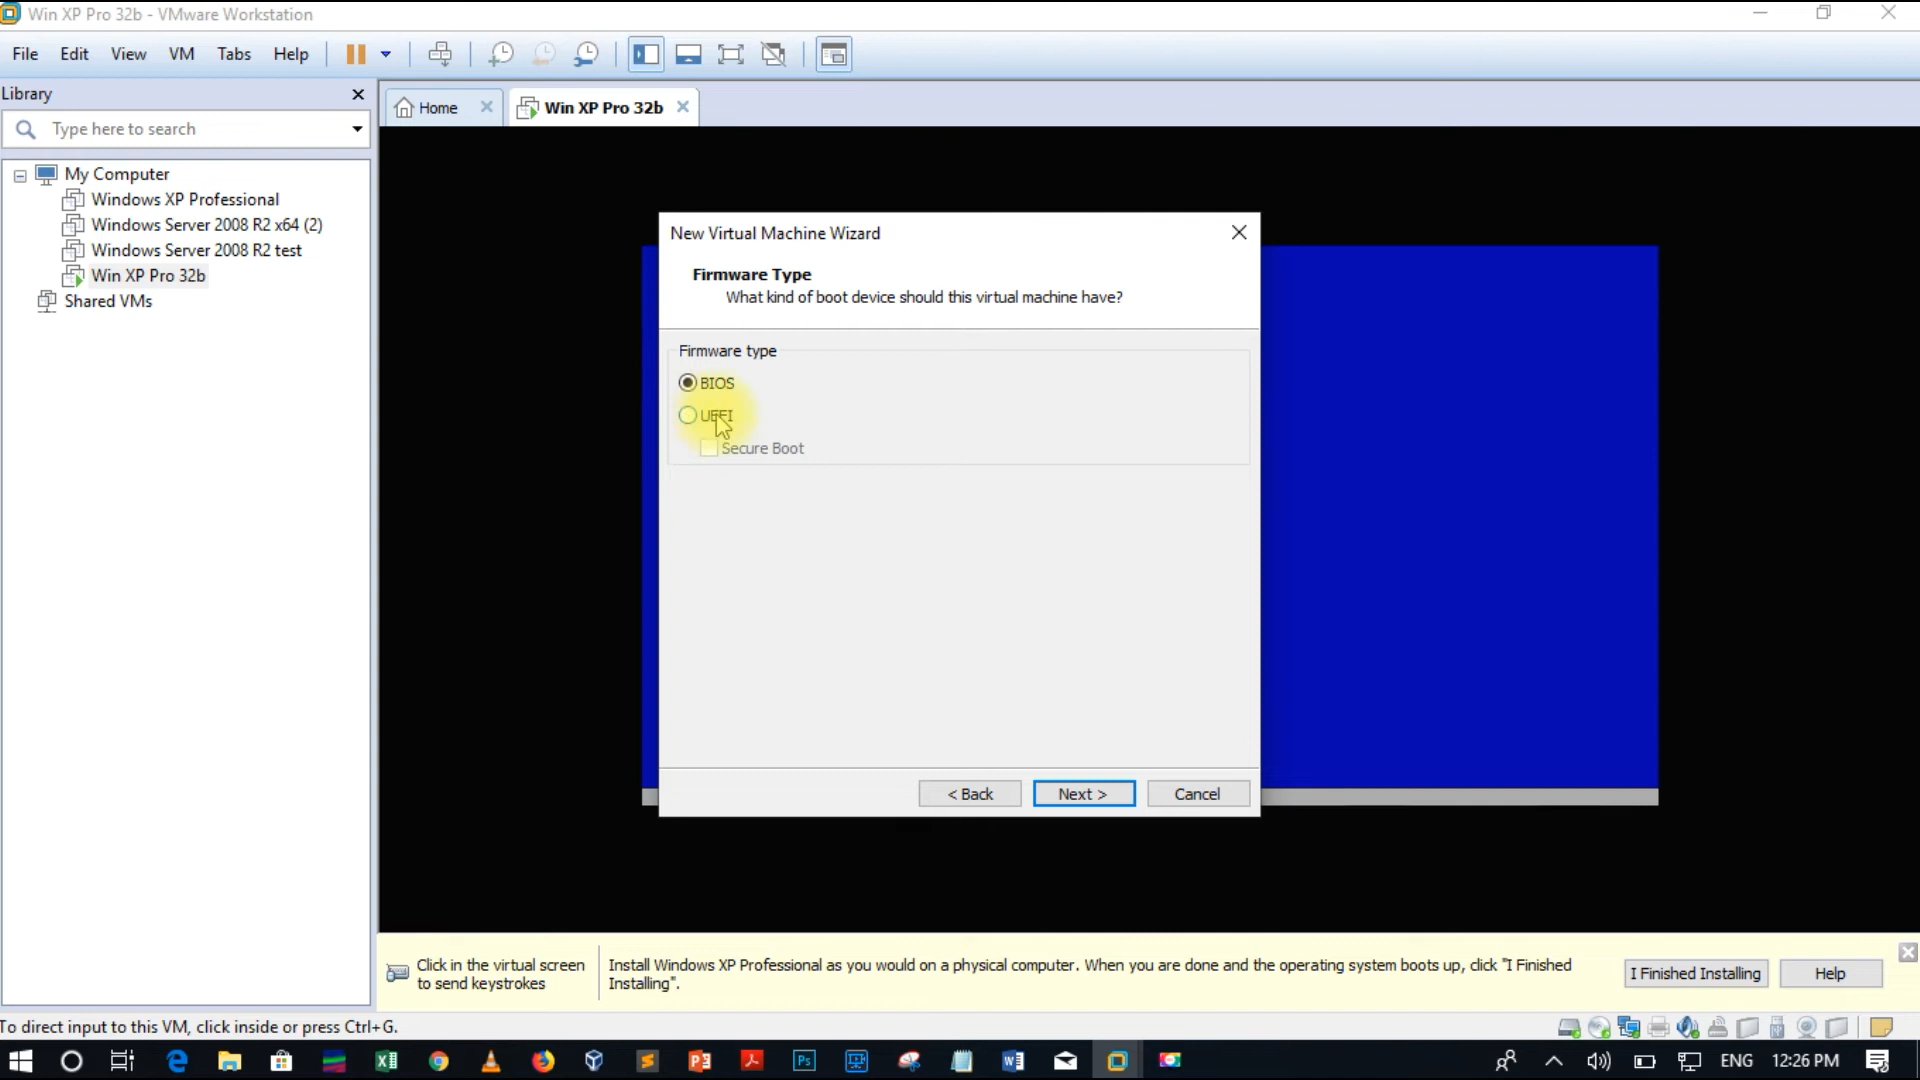 Win XP Pro 32b - VMware Workstation
File Edit View VM Tabs Help
Library
Type here to search
My Computer
Windows XP Professional
Windows Server 2008 R2 x64 (2)
Windows Server 2008 R2 test
Win XP Pro 32b
Shared VMs
Home
Win XP Pro 32b
New Virtual Machine Wizard
Firmware Type
What kind of boot device should this virtual machine have?
Firmware type
BIOS
UEFI
Secure Boot
< Back
Next >
Cancel
Click in the virtual screen
to send keystrokes
Install Windows XP Professional as you would on a physical computer. When you are done and the operating system boots up, click "I Finished
Installing".
I Finished Installing
Help
To direct input to this VM, click inside or press Ctrl+G.
ENG
12:26 PM